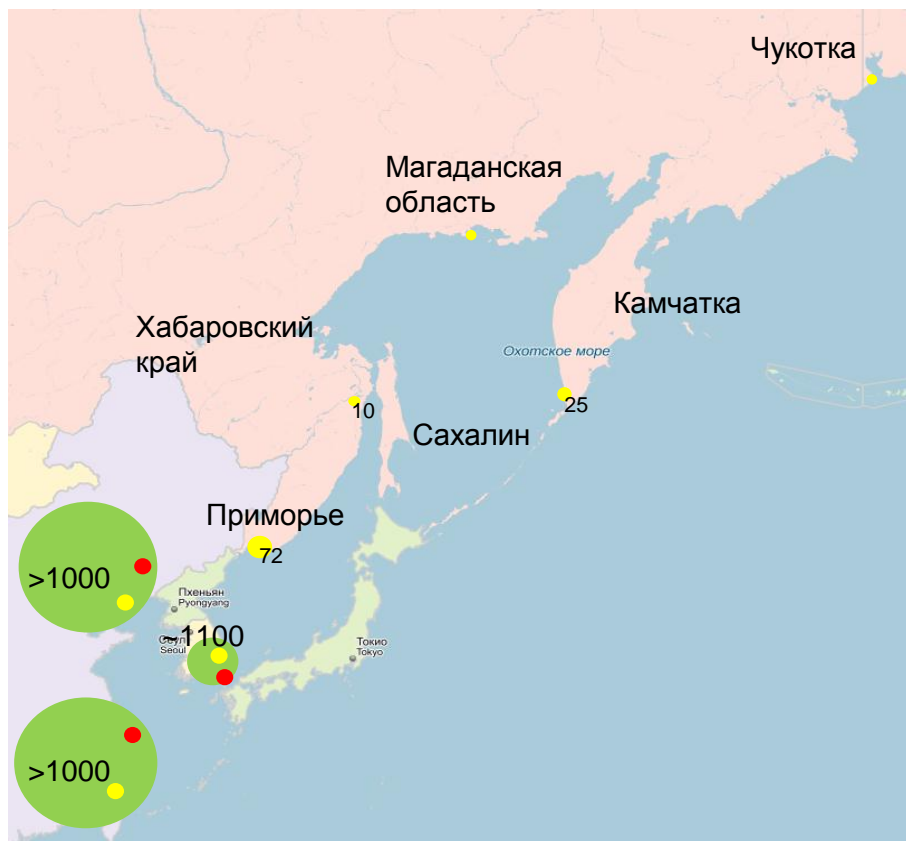 Чукотка
Магаданская
область
Камчатка
Хабаровский
край
Охотское море
10
25
Сахалин
Приморье
72
>1000
Пхеньян
Pyongyang
~1100
Сеул
Seoul
Токио
Tokyo
>1000